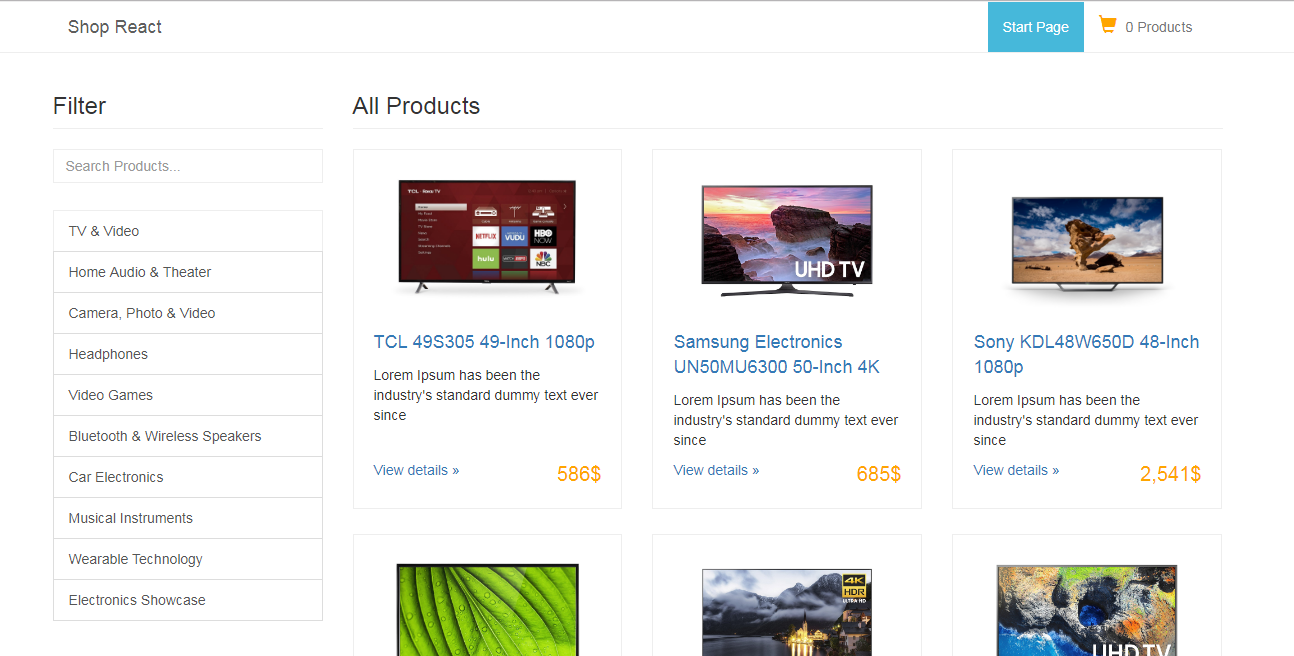 Shop React
Start Page
0 Products
Filter
All Products
Search Products...
TV & Video
Home Audio & Theater
Camera, Photo & Video
Headphones
Video Games
Bluetooth & Wireless Speakers
Car Electronics
Musical Instruments
Wearable Technology
Electronics Showcase
TCL · Roku TV
NETFLIX
VUDU
HBO
NOW
hulu
NBC
TCL 49S305 49-Inch 1080p
Lorem Ipsum has been the
industry's standard dummy text ever
since
View details »
586$
UHD TV
Samsung Electronics
UN50MU6300 50-Inch 4K
Lorem Ipsum has been the
industry's standard dummy text ever
since
View details »
685$
Sony KDL48W650D 48-Inch
1080p
Lorem Ipsum has been the
industry's standard dummy text ever
since
View details »
2,541$
4K
HDR
ULTRA HD
UHD TV